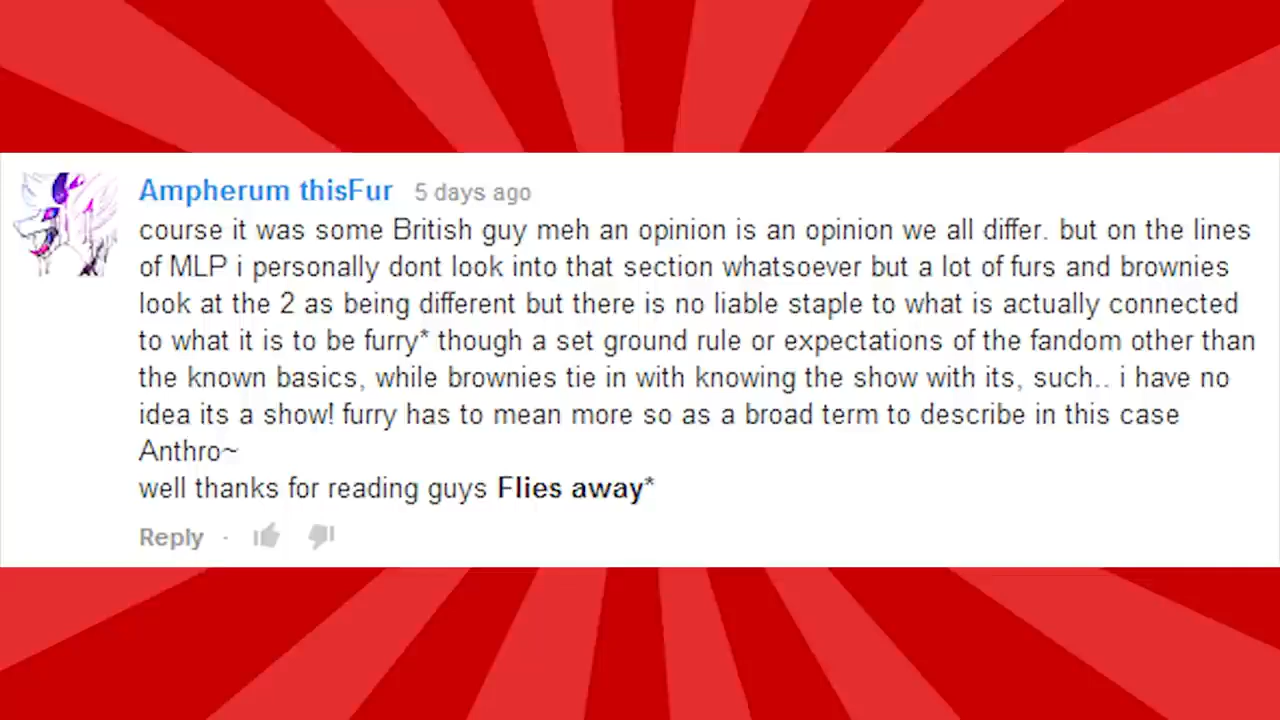 Ampherum thisFur 5 days ago
course it was some British guy meh an opinion is an opinion we all differ. but on the lines
of MLP i personally dont look into that section whatsoever but a lot of furs and brownies
look at the 2 as being different but there is no liable staple to what is actually connected
to what it is to be furry* though a set ground rule or expectations of the fandom other than
the known basics, while brownies tie in with knowing the show with its, such.. i have no
idea its a show! furry has to mean more so as a broad term to describe in this case
Anthro~
well thanks for reading guys Flies away*
Reply ·